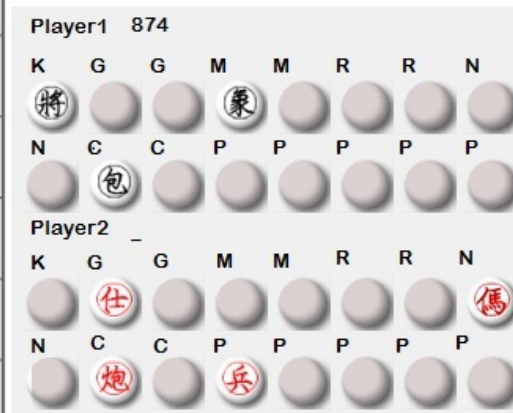 Player1 874
K G G M M R R N
將 象
N C C P P P P P
包
Player2 _
K G G M M R R N
仕 傌
N C C P P P P P
炮 兵